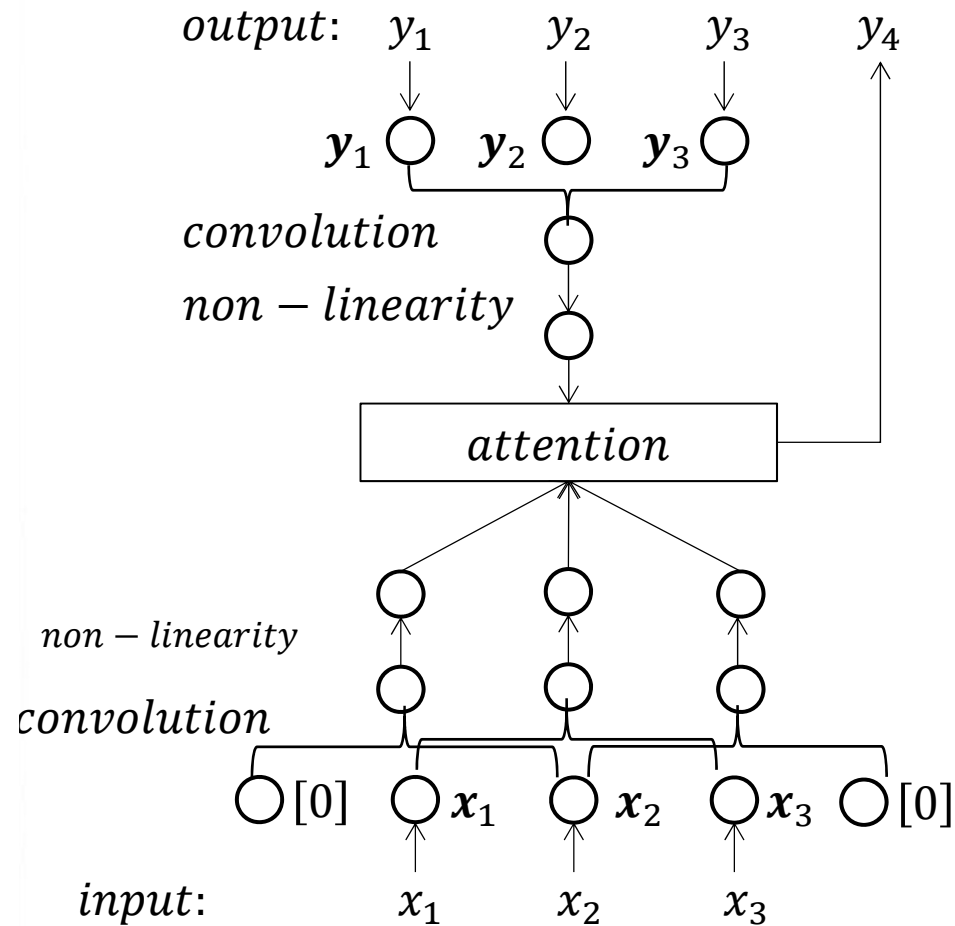 output: y₁ y₂ y₃ y₄
𝒚₁ 𝒚₂ 𝒚₃
convolution
non − linearity
attention
non − linearity
convolution
[0] 𝒙₁ 𝒙₂ 𝒙₃ [0]
input: x₁ x₂ x₃